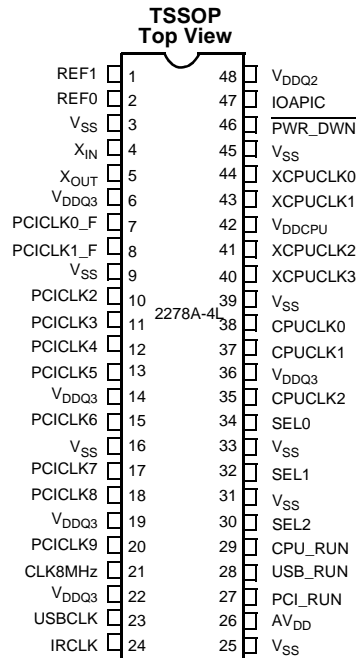 TSSOP
Top View
REF1 1 48 VDDQ2
REF0 2 47 IOAPIC
VSS 3 46 PWR_DWN
XIN 4 45 VSS
XOUT 5 44 XCPUCLK0
VDDQ3 6 43 XCPUCLK1
PCICLK0_F 7 42 VDDCPU
PCICLK1_F 8 41 XCPUCLK2
VSS 9 40 XCPUCLK3
PCICLK2 10 39 VSS
2278A-4L
PCICLK3 11 38 CPUCLK0
PCICLK4 12 37 CPUCLK1
PCICLK5 13 36 VDDQ3
VDDQ3 14 35 CPUCLK2
PCICLK6 15 34 SEL0
VSS 16 33 VSS
PCICLK7 17 32 SEL1
PCICLK8 18 31 VSS
VDDQ3 19 30 SEL2
PCICLK9 20 29 CPU_RUN
CLK8MHz 21 28 USB_RUN
VDDQ3 22 27 PCI_RUN
USBCLK 23 26 AVDD
IRCLK 24 25 VSS